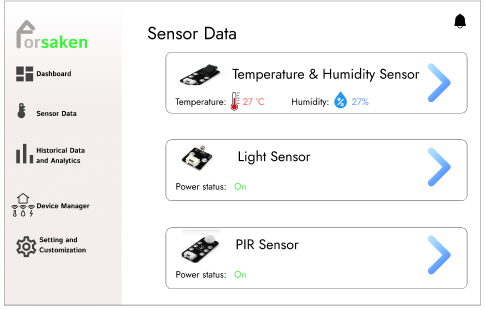 Forsaken
Dashboard
Sensor Data
Historical Data
and Analytics
Device Manager
Setting and
Customization
Sensor Data
Temperature & Humidity Sensor
Temperature: 27 °C Humidity: 27%
Light Sensor
Power status: On
PIR Sensor
Power status: On